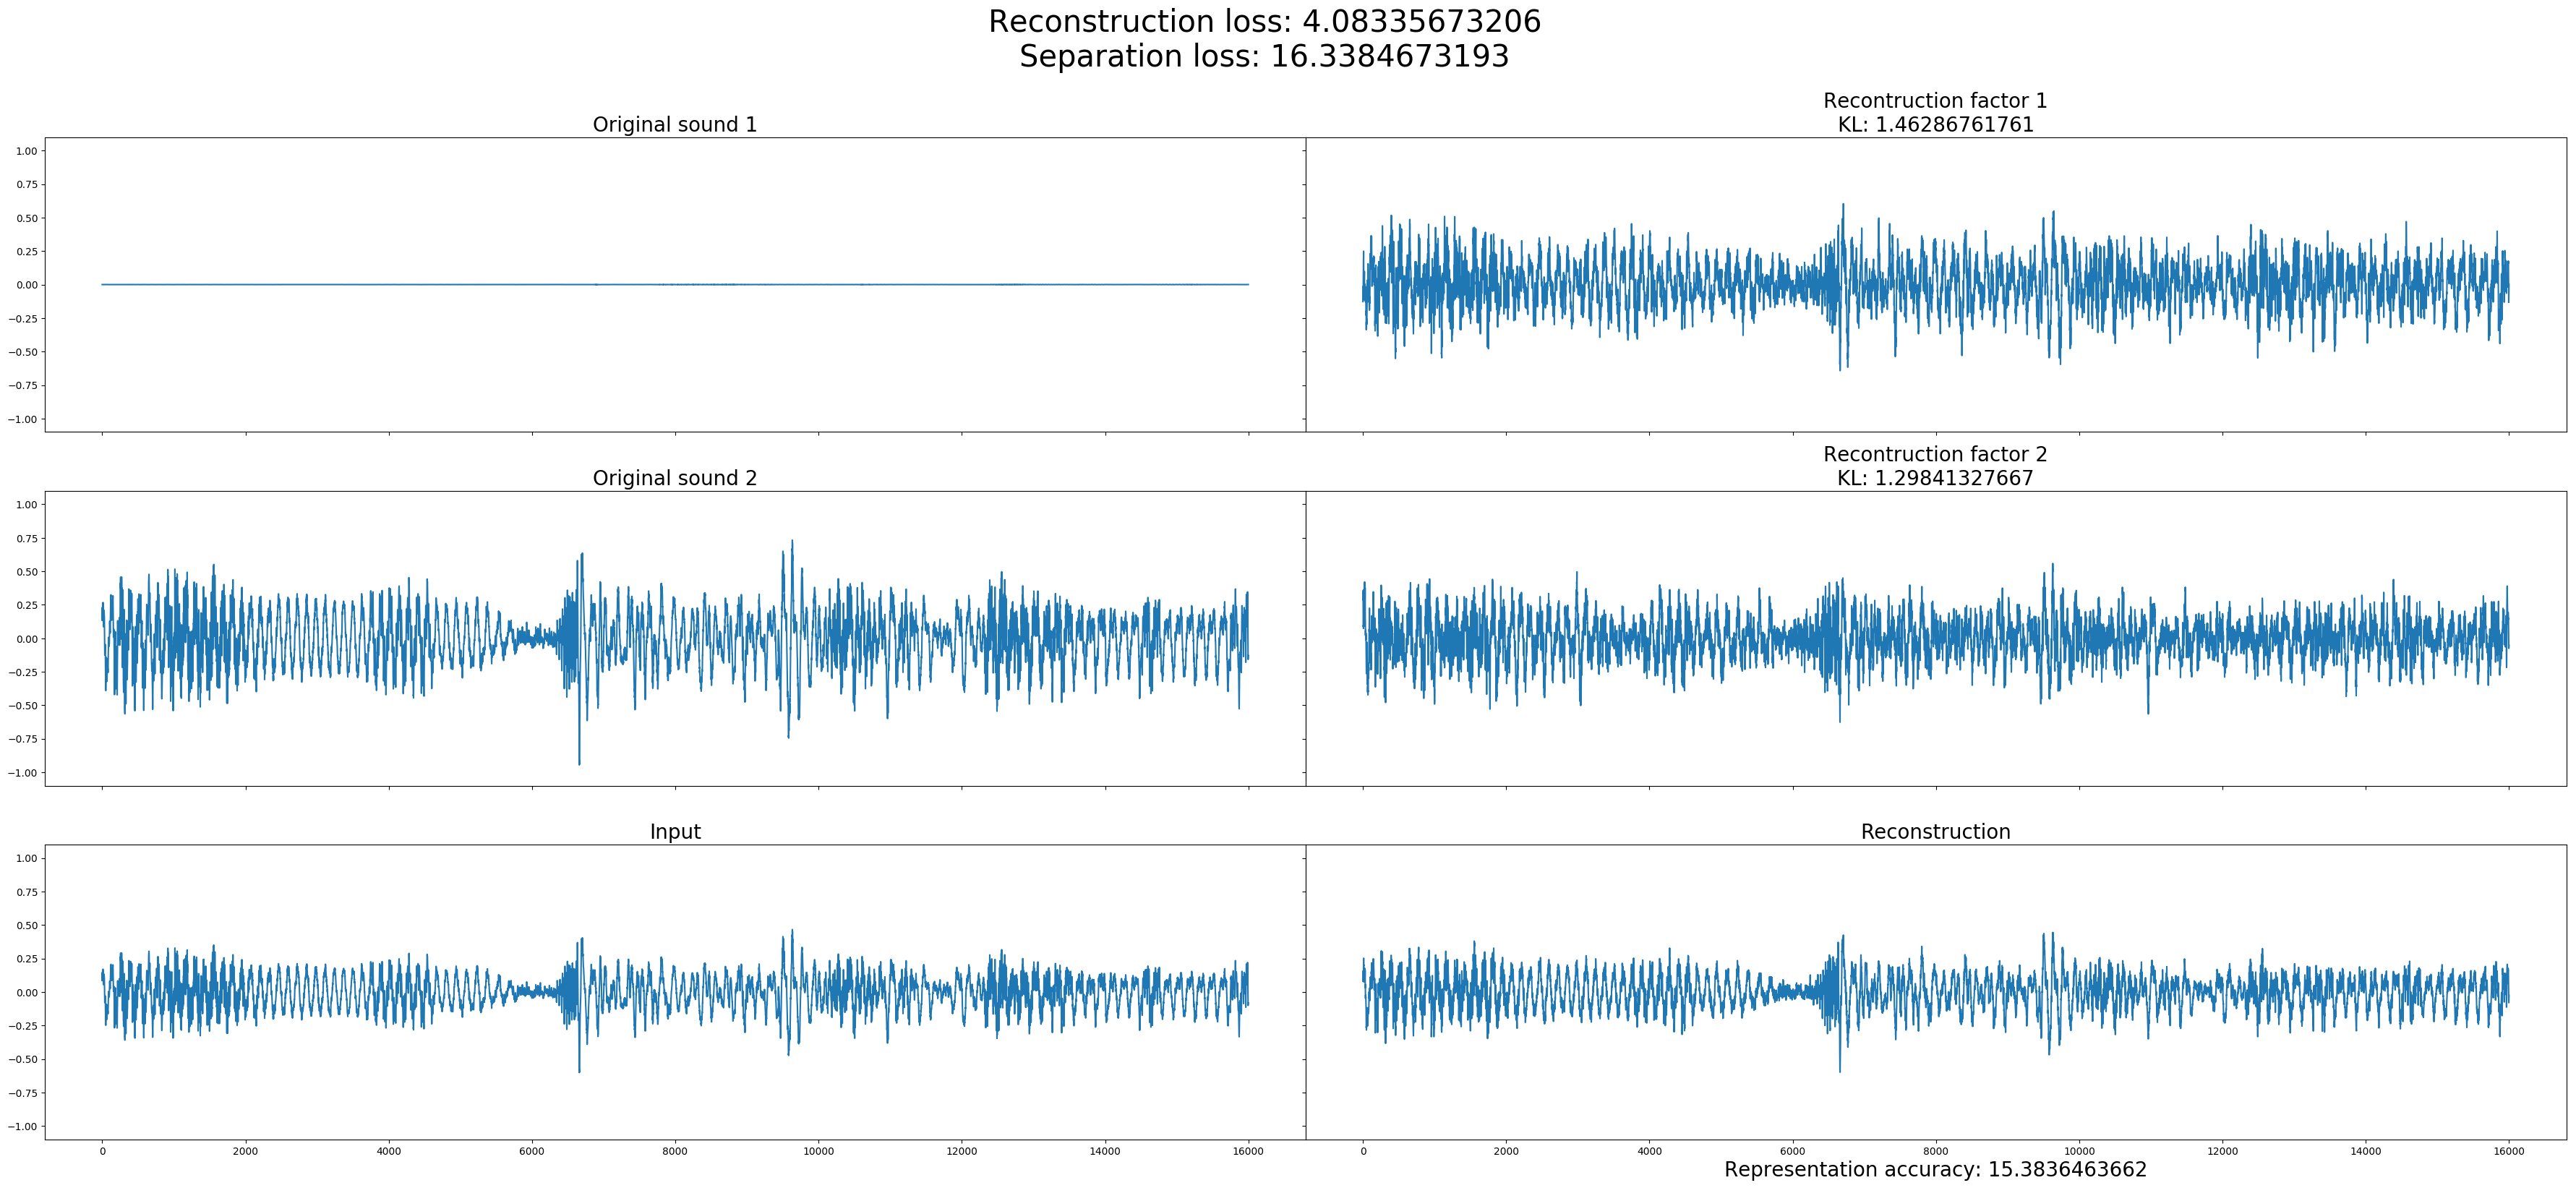 Reconstruction loss: 4.08335673206
Separation loss: 16.3384673193
Original sound 1
1.00
0.75
0.50
0.25
0.00
−0.25
−0.50
−0.75
−1.00
Recontruction factor 1
KL: 1.46286761761
Original sound 2
1.00
0.75
0.50
0.25
0.00
−0.25
−0.50
−0.75
−1.00
Recontruction factor 2
KL: 1.29841327667
Input
1.00
0.75
0.50
0.25
0.00
−0.25
−0.50
−0.75
−1.00
0 2000 4000 6000 8000 10000 12000 14000 16000
Reconstruction
0 2000 4000 6000 8000 10000 12000 14000 16000
Representation accuracy: 15.3836463662